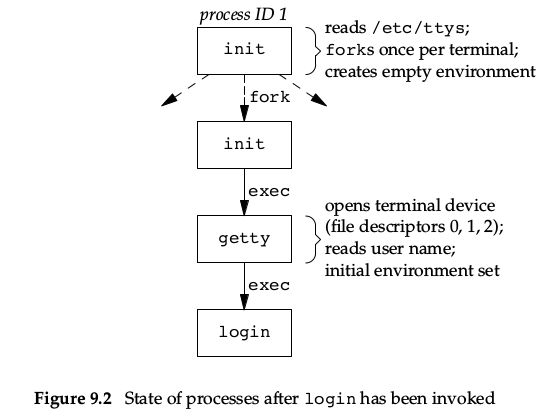 process ID 1
init
reads /etc/ttys;
forks once per terminal;
creates empty environment
fork
init
exec
getty
opens terminal device
(file descriptors 0, 1, 2);
reads user name;
initial environment set
exec
login
Figure 9.2 State of processes after login has been invoked